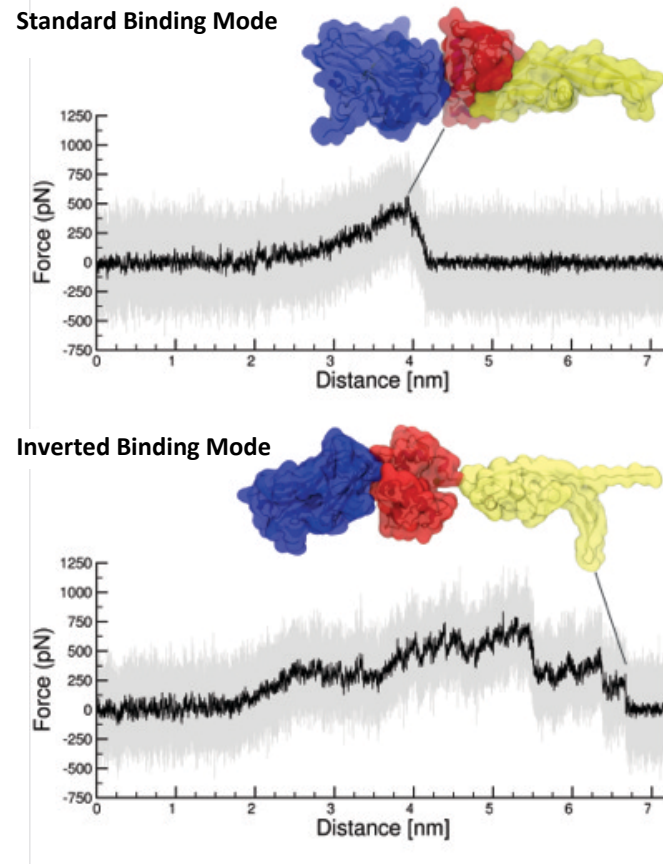 Standard Binding Mode
1250
1000
750
500
250
0
-250
-500
-750
Force (pN)
0 1 2 3 4 5 6 7
Distance [nm]
Inverted Binding Mode
1250
1000
750
500
250
0
-250
-500
-750
Force (pN)
0 1 2 3 4 5 6 7
Distance [nm]